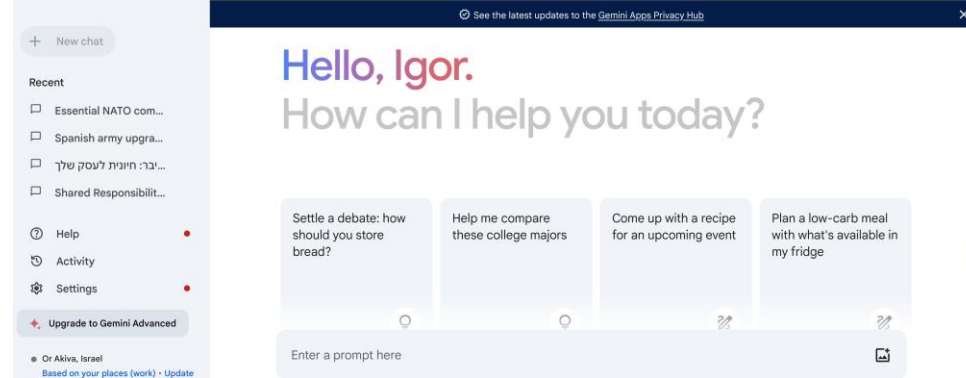 See the latest updates to the Gemini Apps Privacy Hub
New chat
Recent
Essential NATO com...
Spanish army upgra...
יבר: חיונית לעסק שלך...
Shared Responsibilit...
Help
Activity
Settings
Upgrade to Gemini Advanced
Or Akiva, Israel
Based on your places (work) • Update
Hello, Igor.
How can I help you today?
Settle a debate: how
should you store
bread?
Help me compare
these college majors
Come up with a recipe
for an upcoming event
Plan a low-carb meal
with what's available in
my fridge
Enter a prompt here